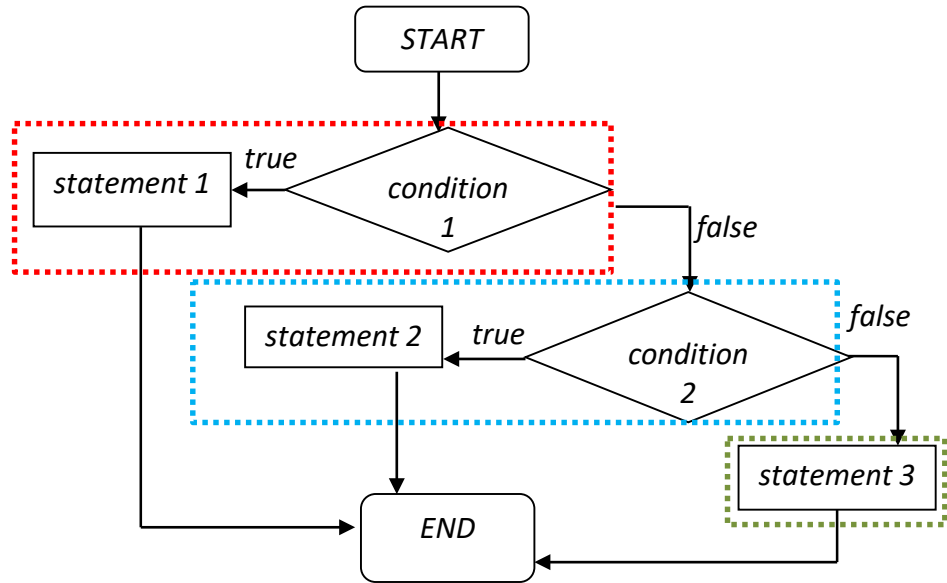 START
true
statement 1
condition
1
false
false
statement 2
true
condition
2
statement 3
END